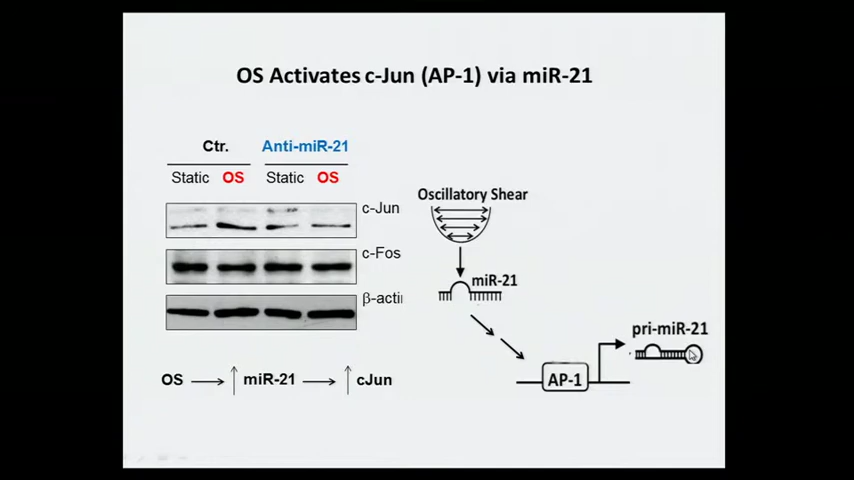 OS Activates c-Jun (AP-1) via miR-21
Ctr. Anti-miR-21
Static OS Static OS
c-Jun
c-Fos
β-acti
Oscillatory Shear
miR-21
pri-miR-21
AP-1
OS miR-21 cJun